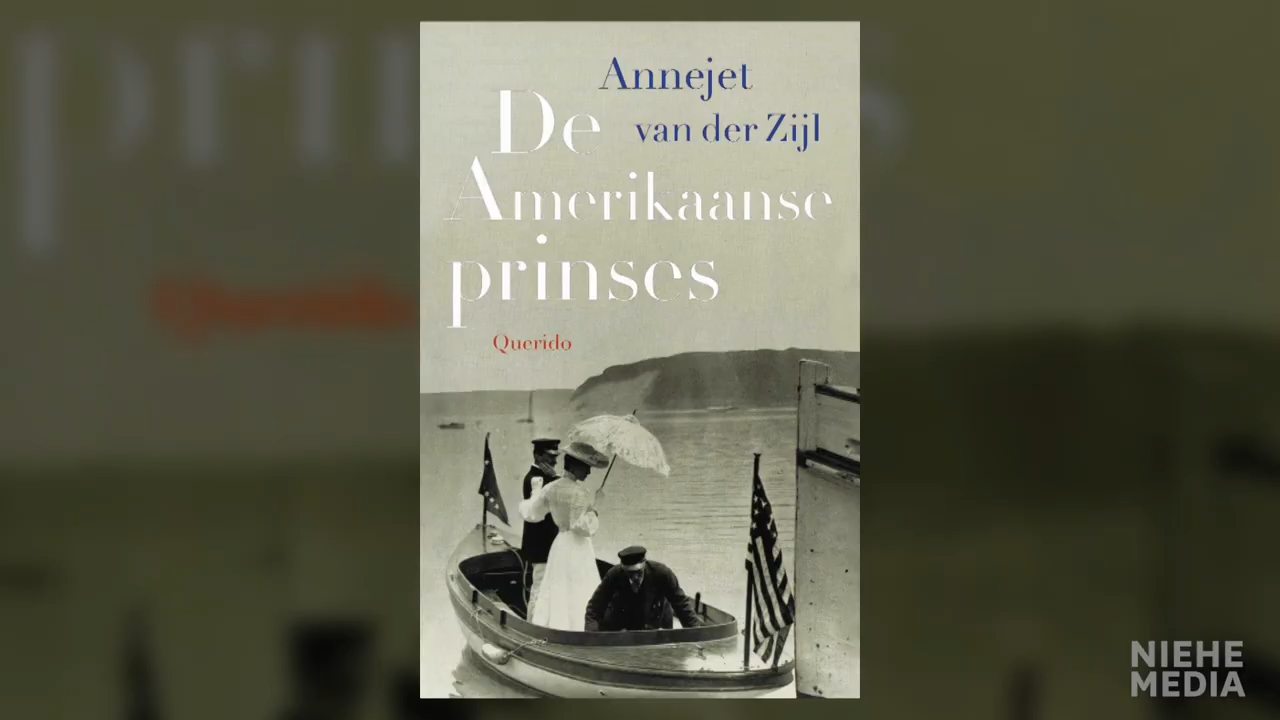 Annejet
van der Zijl
De
Amerikaanse
prinses
Querido
NIEHE
MEDIA